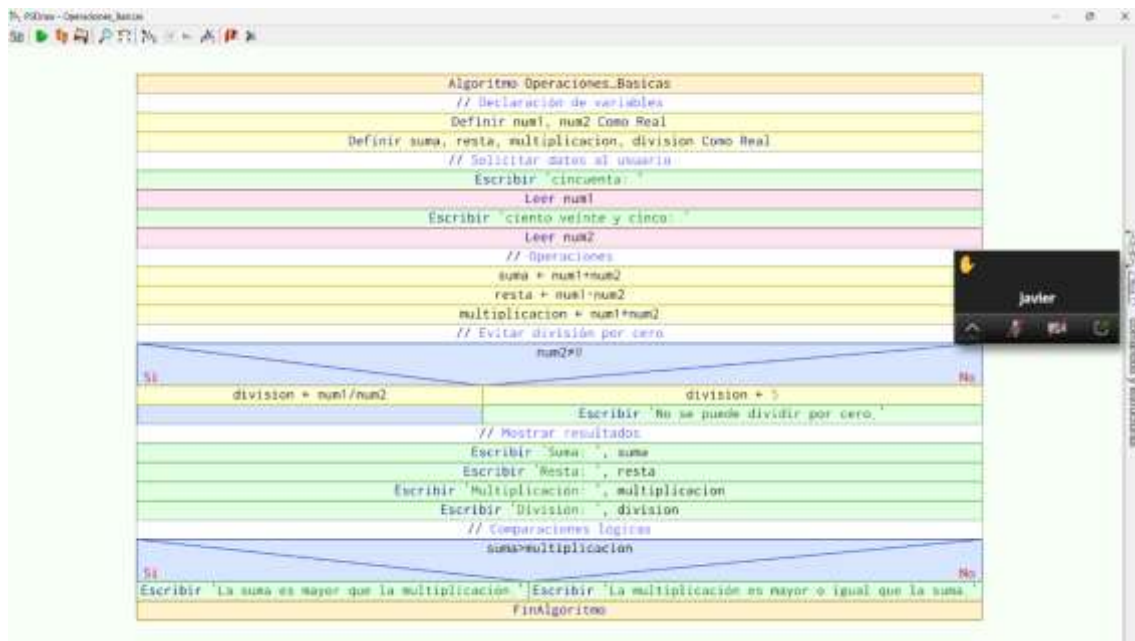 PSDraw - Operaciones_Basicas
Algoritmo Operaciones_Basicas
// Declaración de variables
Definir num1, num2 Como Real
Definir suma, resta, multiplicacion, division Como Real
// Solicitar datos al usuario
Escribir 'cincuenta: '
Leer num1
Escribir 'ciento veinte y cinco: '
Leer num2
// Operaciones
suma ← num1+num2
resta ← num1-num2
multiplicacion ← num1*num2
// Evitar división por cero
num2≠0
Si No
division ← num1/num2 division ← 5
Escribir 'No se puede dividir por cero.'
// Mostrar resultados
Escribir 'Suma: ', suma
Escribir 'Resta: ', resta
Escribir 'Multiplicación: ', multiplicacion
Escribir 'División: ', division
// Comparaciones lógicas
suma>multiplicacion
Si No
Escribir 'La suma es mayor que la multiplicación.' Escribir 'La multiplicación es mayor o igual que la suma.'
FinAlgoritmo
javier